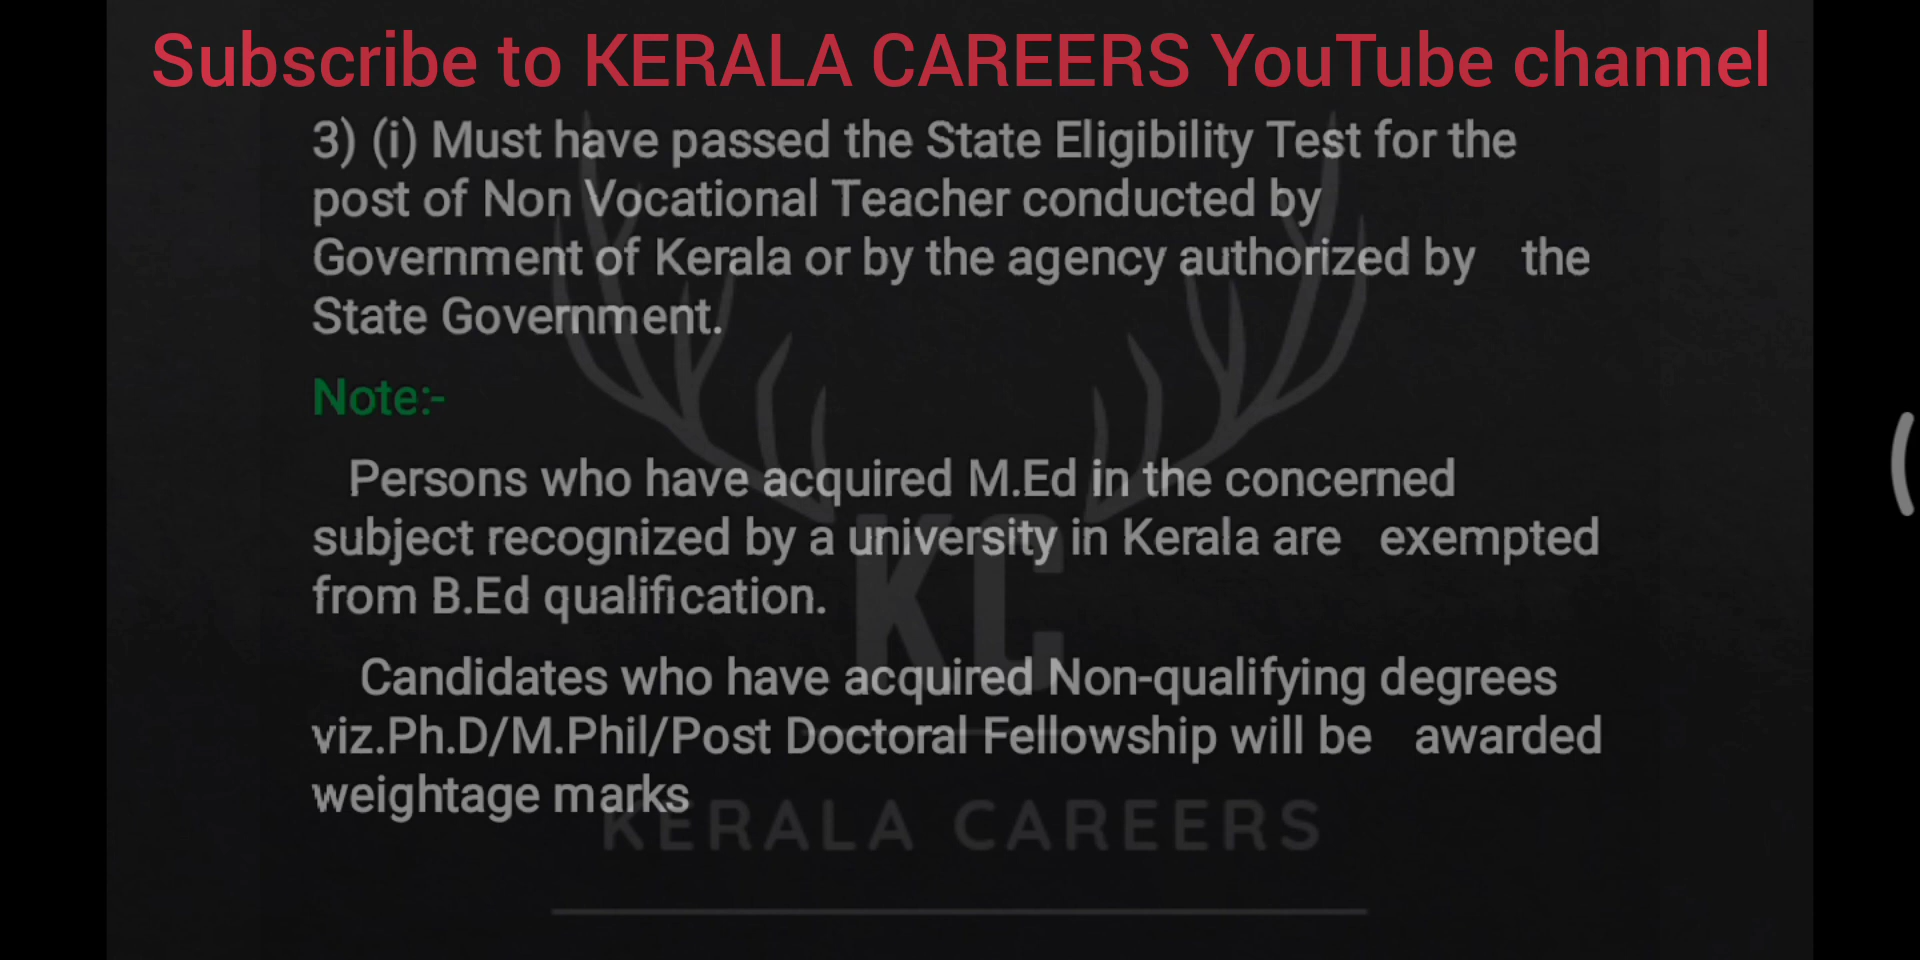 Subscribe to KERALA CAREERS YouTube channel
3) (i) Must have passed the State Eligibility Test for the
post of Non Vocational Teacher conducted by
Government of Kerala or by the agency authorized by the
State Government.
Note:-
Persons who have acquired M.Ed in the concerned
subject recognized by a university in Kerala are exempted
from B.Ed qualification.
Candidates who have acquired Non-qualifying degrees
viz.Ph.D/M.Phil/Post Doctoral Fellowship will be awarded
weightage marks
KC
KERALA CAREERS